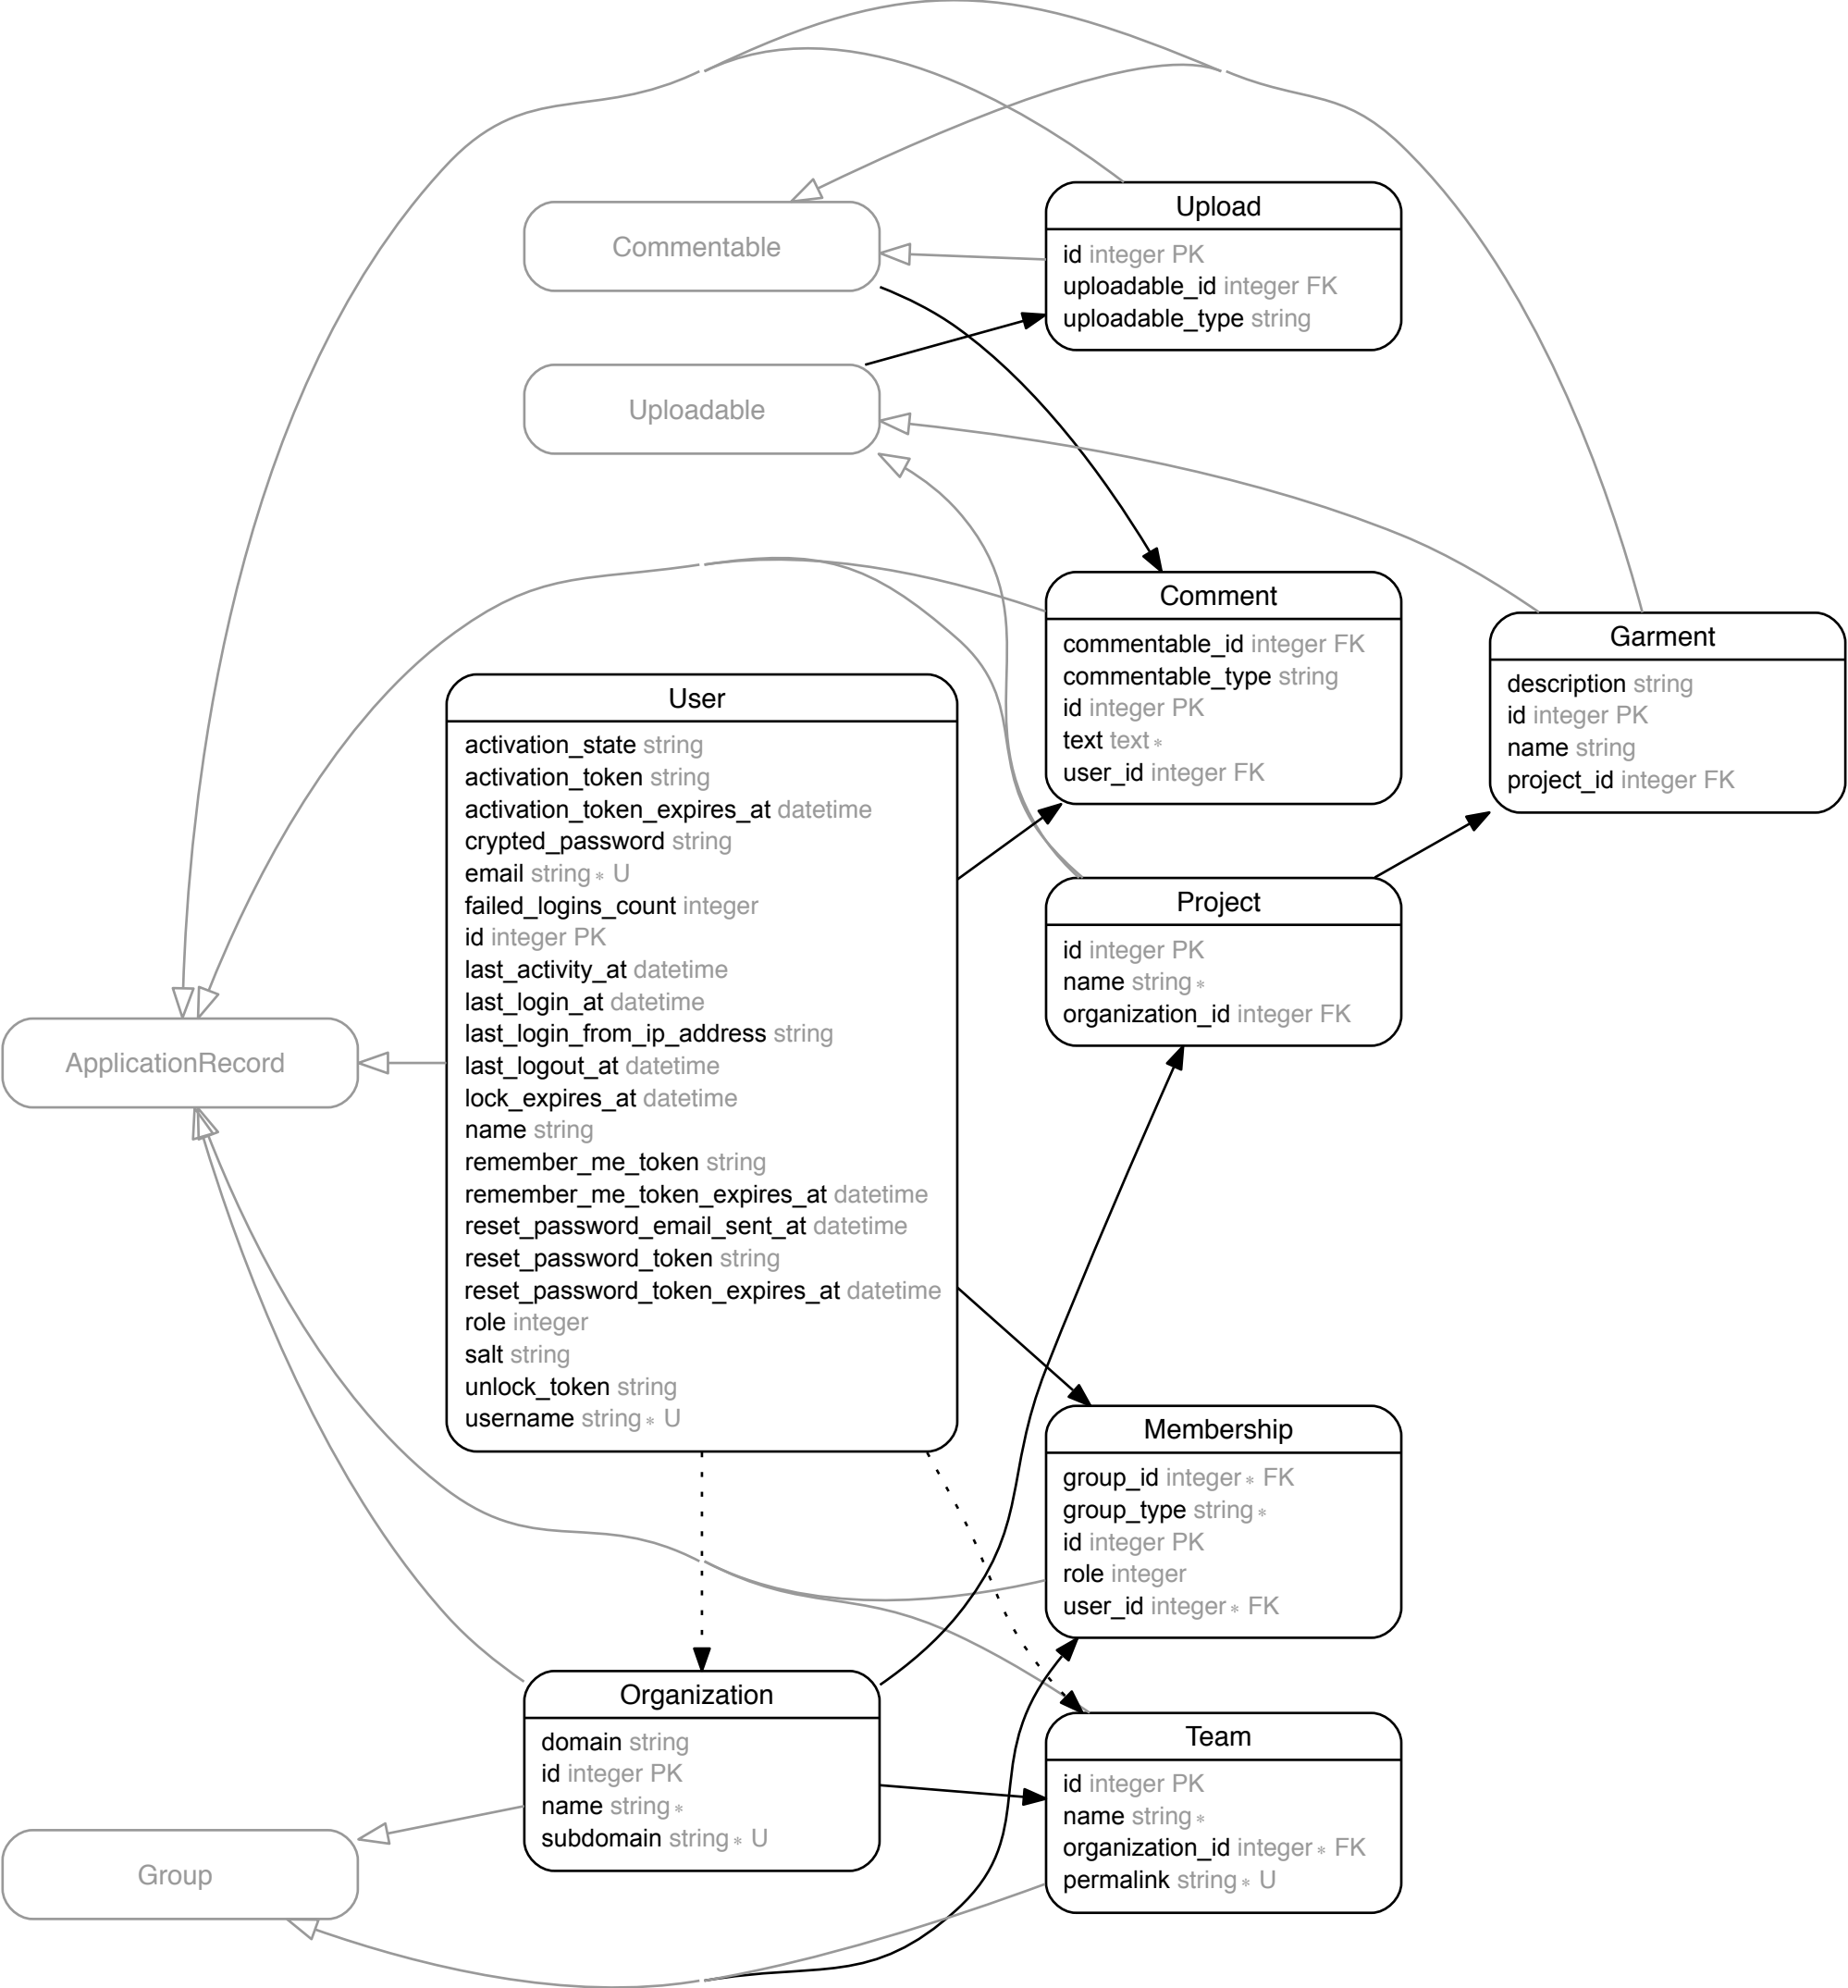 Upload
id integer PK
uploadable_id integer FK
uploadable_type string
Commentable
Uploadable
Comment
commentable_id integer FK
commentable_type string
id integer PK
text text ∗
user_id integer FK
Garment
description string
id integer PK
name string
project_id integer FK
User
activation_state string
activation_token string
activation_token_expires_at datetime
crypted_password string
email string ∗ U
failed_logins_count integer
id integer PK
last_activity_at datetime
last_login_at datetime
last_login_from_ip_address string
last_logout_at datetime
lock_expires_at datetime
name string
remember_me_token string
remember_me_token_expires_at datetime
reset_password_email_sent_at datetime
reset_password_token string
reset_password_token_expires_at datetime
role integer
salt string
unlock_token string
username string ∗ U
Project
id integer PK
name string ∗
organization_id integer FK
ApplicationRecord
Membership
group_id integer ∗ FK
group_type string ∗
id integer PK
role integer
user_id integer ∗ FK
Organization
domain string
id integer PK
name string ∗
subdomain string ∗ U
Team
id integer PK
name string ∗
organization_id integer ∗ FK
permalink string ∗ U
Group